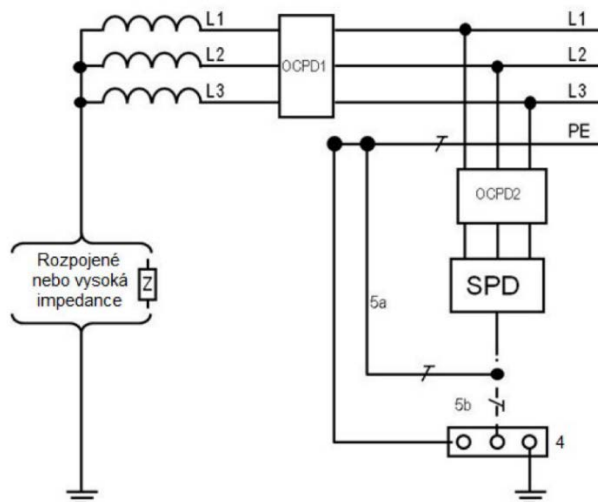 L1
L1
OCPD1
L2
L2
L3
L3
PE
OCPD2
Rozpojené
nebo vysoká
impedance
Z
SPD
5a
5b
4